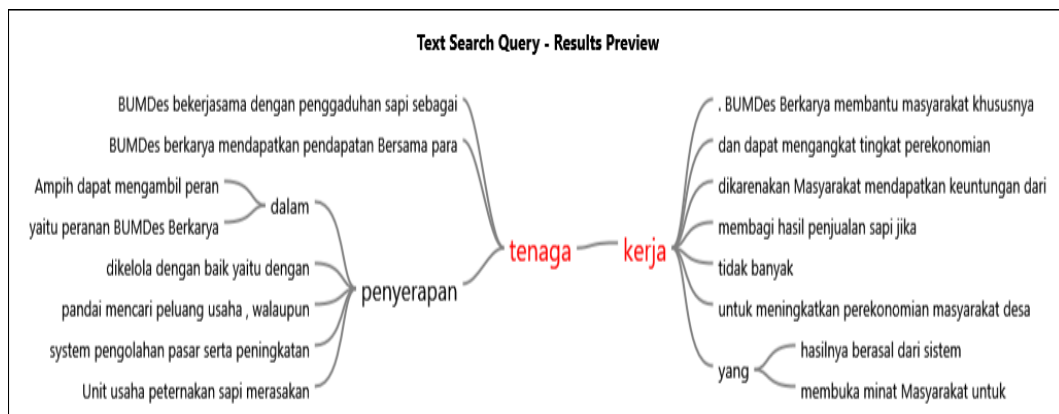 Text Search Query - Results Preview
BUMDes bekerjasama dengan penggaduhan sapi sebagai
BUMDes berkarya mendapatkan pendapatan Bersama para
Ampih dapat mengambil peran
yaitu peranan BUMDes Berkarya
dalam
dikelola dengan baik yaitu dengan
pandai mencari peluang usaha , walaupun
system pengolahan pasar serta peningkatan
Unit usaha peternakan sapi merasakan
penyerapan
tenaga
kerja
. BUMDes Berkarya membantu masyarakat khususnya
dan dapat mengangkat tingkat perekonomian
dikarenakan Masyarakat mendapatkan keuntungan dari
membagi hasil penjualan sapi jika
tidak banyak
untuk meningkatkan perekonomian masyarakat desa
yang
hasilnya berasal dari sistem
membuka minat Masyarakat untuk